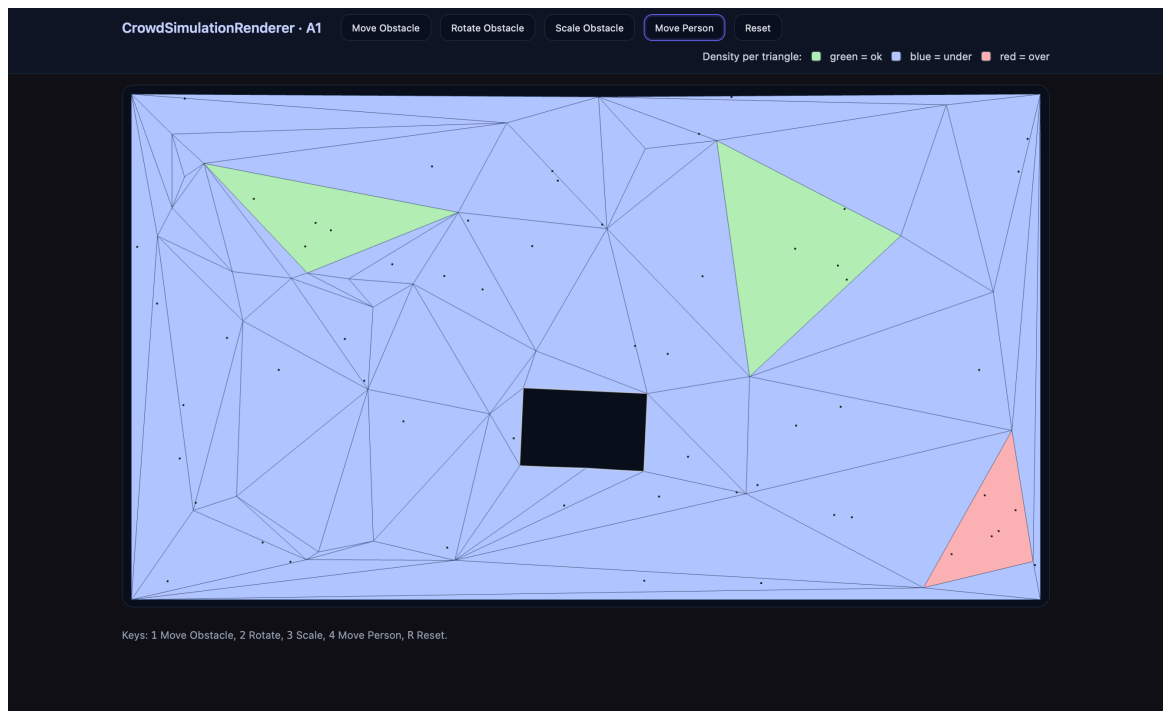 CrowdSimulationRenderer · A1 Move Obstacle Rotate Obstacle Scale Obstacle Move Person Reset
Density per triangle: green = ok blue = under red = over
Keys: 1 Move Obstacle, 2 Rotate, 3 Scale, 4 Move Person, R Reset.